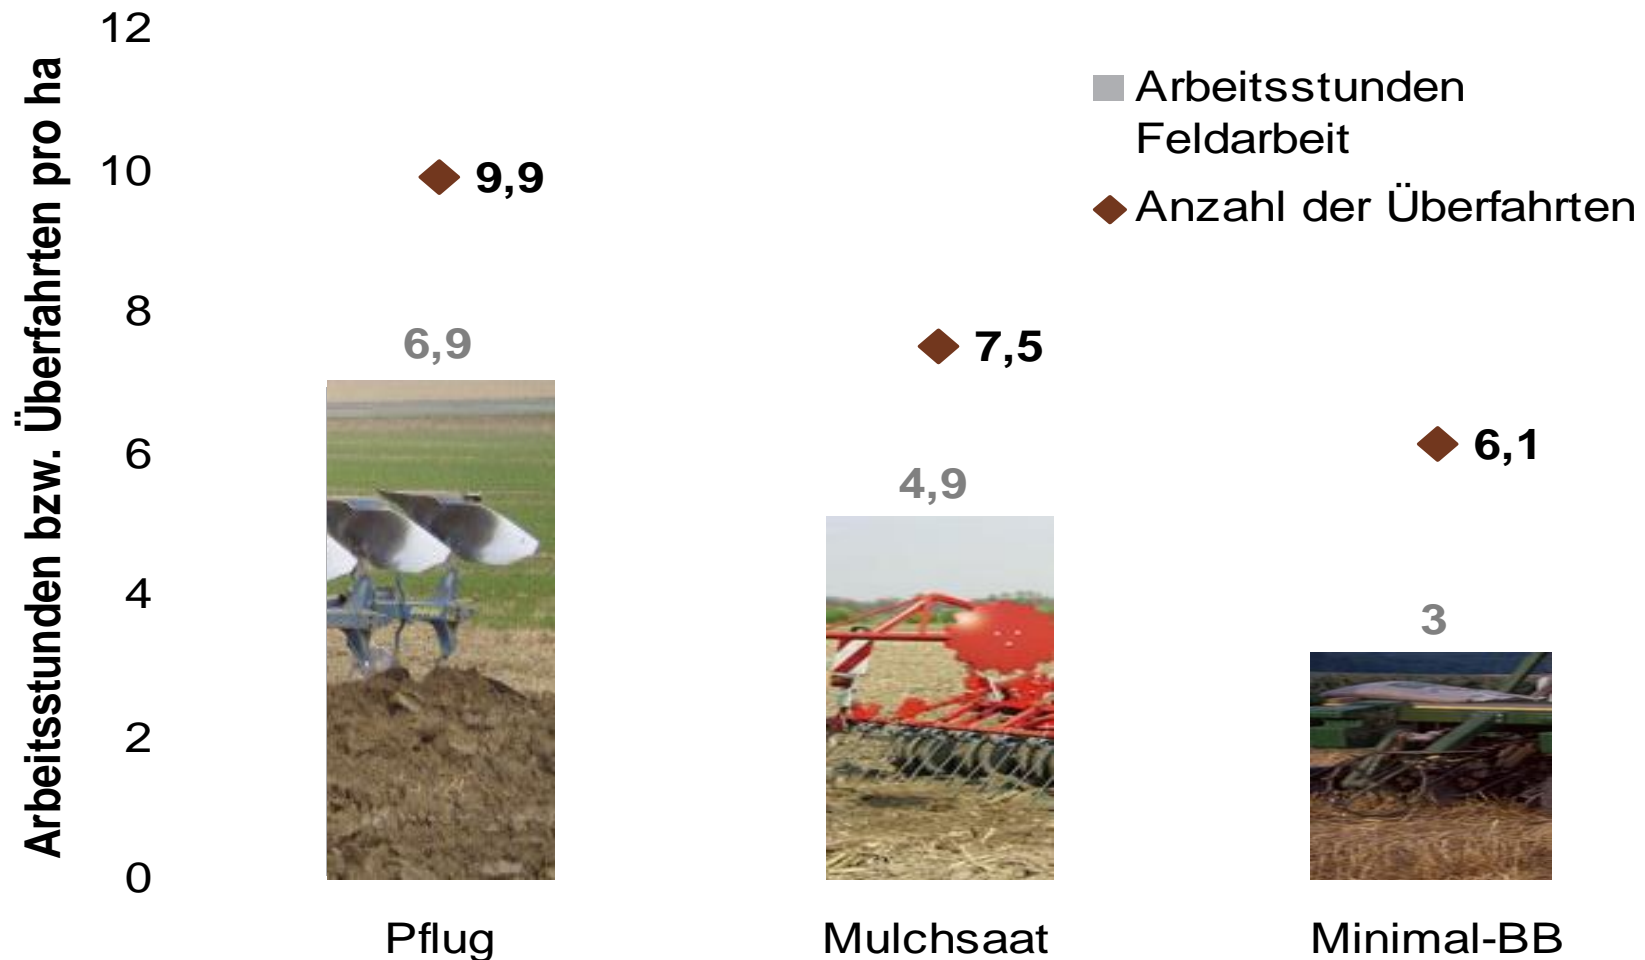 Arbeitsstunden bzw. Überfahrten pro ha
12
10
8
6
4
2
0
Arbeitsstunden
Feldarbeit
Anzahl der Überfahrten
9,9
6,9
7,5
4,9
6,1
3
Pflug
Mulchsaat
Minimal-BB